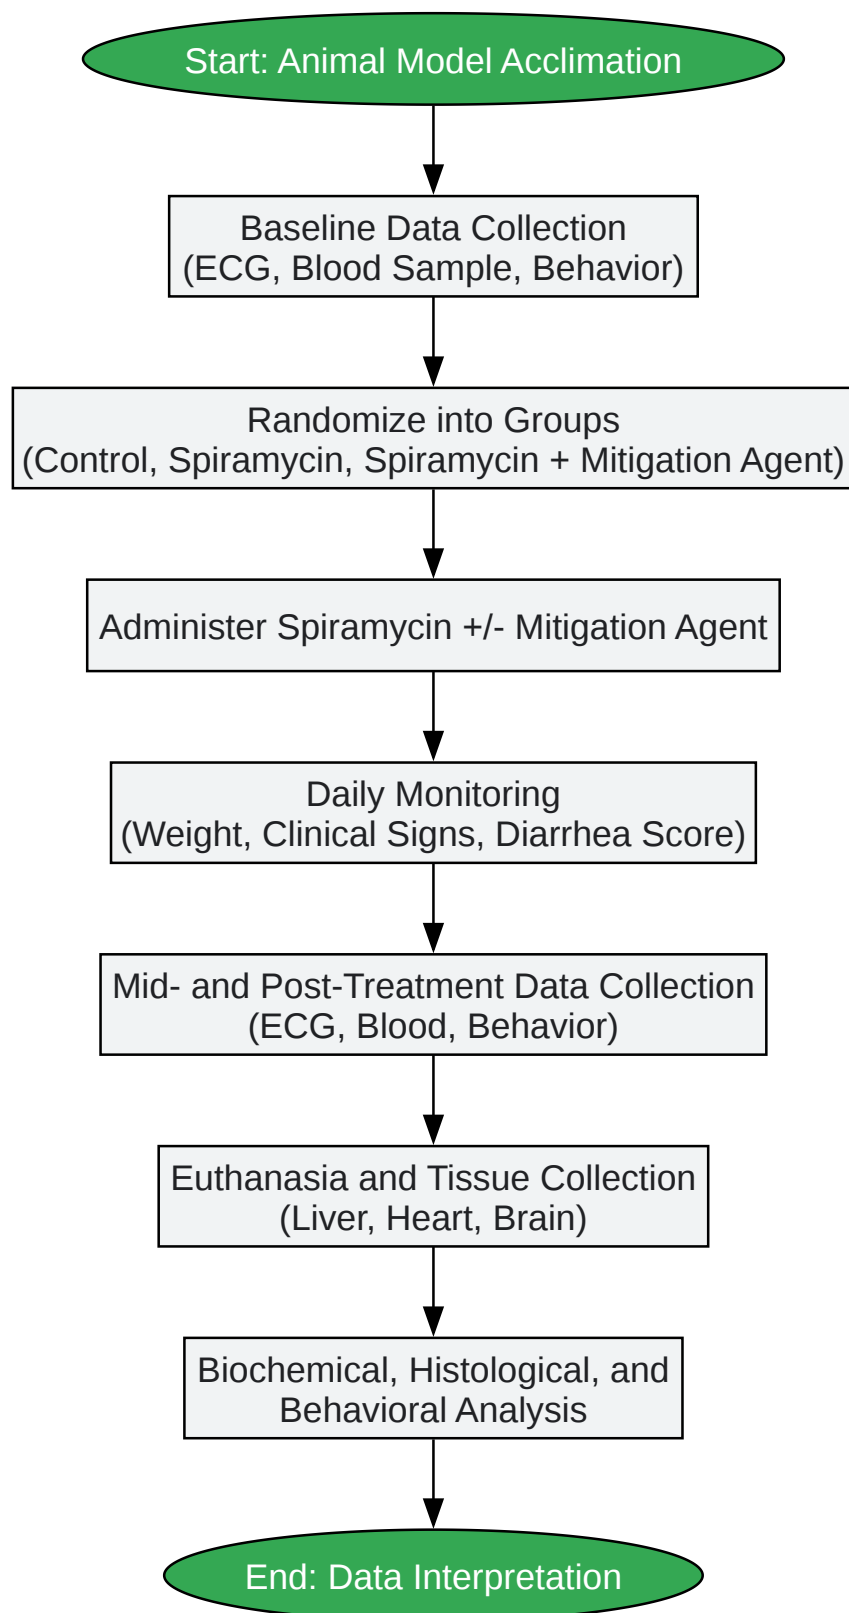 Start: Animal Model Acclimation
Baseline Data Collection
(ECG, Blood Sample, Behavior)
Randomize into Groups
(Control, Spiramycin, Spiramycin + Mitigation Agent)
Administer Spiramycin +/- Mitigation Agent
Daily Monitoring
(Weight, Clinical Signs, Diarrhea Score)
Mid- and Post-Treatment Data Collection
(ECG, Blood, Behavior)
Euthanasia and Tissue Collection
(Liver, Heart, Brain)
Biochemical, Histological, and
Behavioral Analysis
End: Data Interpretation